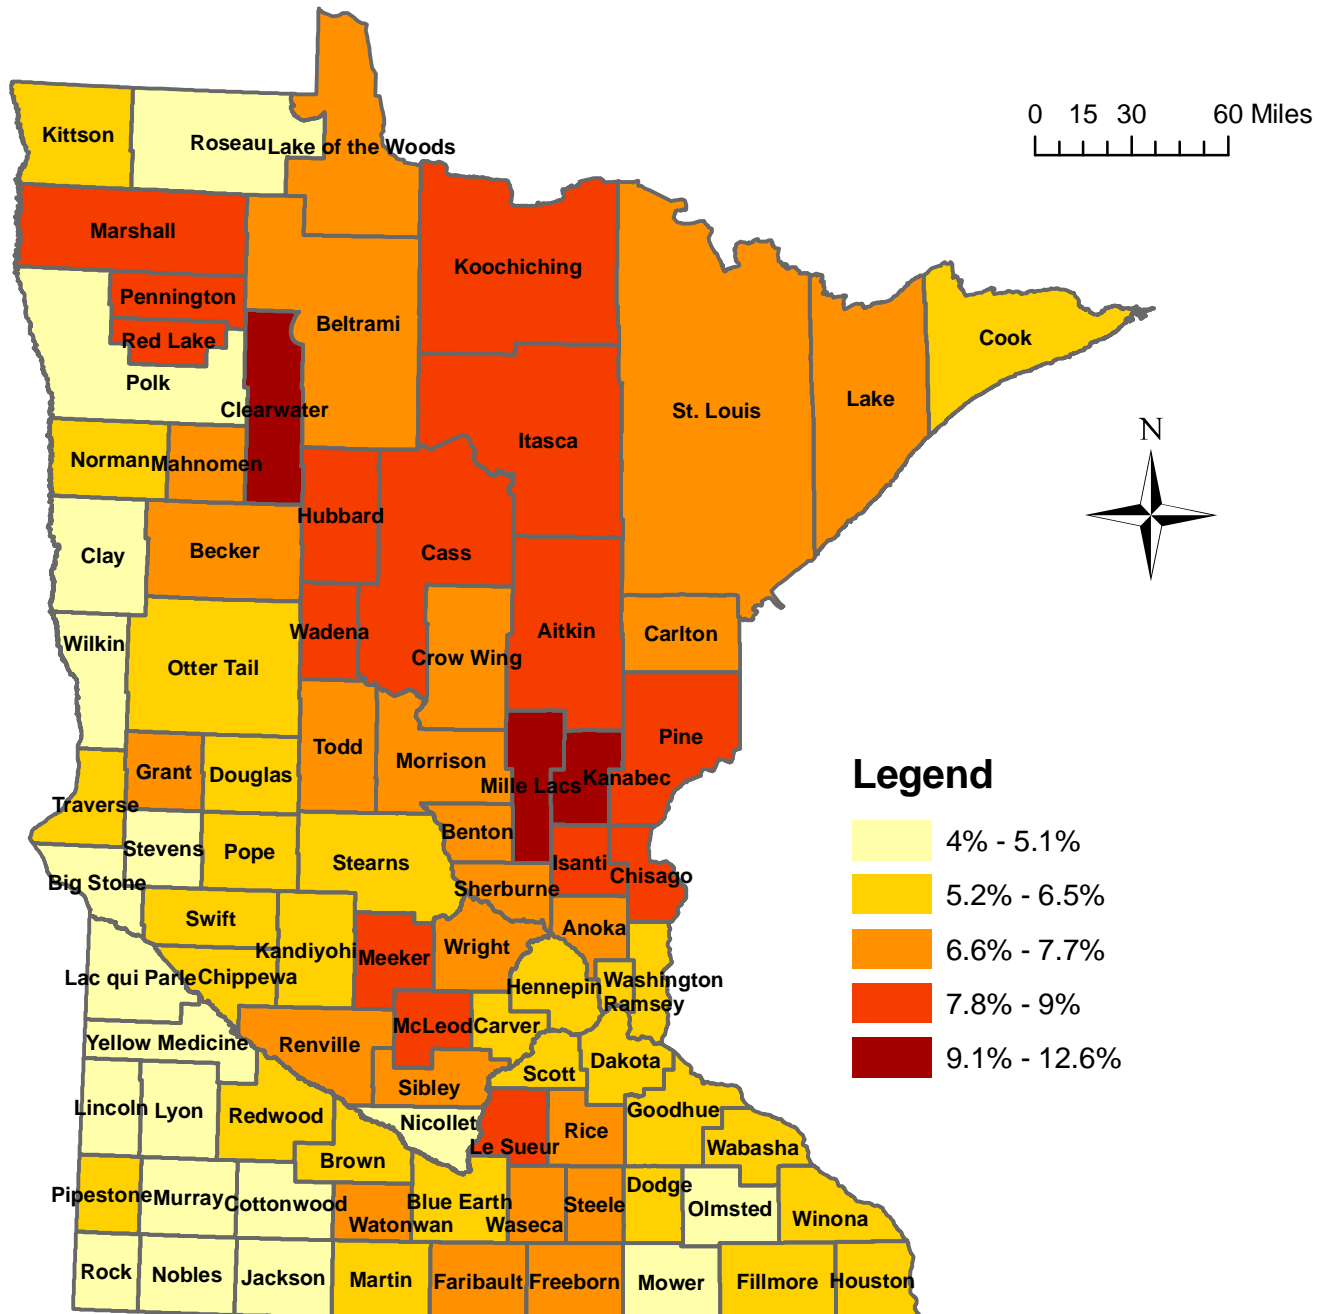 0 15 30 60 Miles
Kittson
Roseau
Lake of the Woods
Marshall
Koochiching
Pennington
Beltrami
Red Lake
Cook
Polk
Clearwater
St. Louis
Lake
N
Itasca
Norman
Mahnomen
Hubbard
Becker
Cass
Clay
Wadena
Aitkin
Carlton
Wilkin
Crow Wing
Otter Tail
Pine
Todd
Morrison
Grant
Douglas
Mille Lacs
Kanabec
Traverse
Benton
Stevens
Pope
Stearns
Isanti
Chisago
Big Stone
Sherburne
Swift
Anoka
Kandiyohi
Meeker
Wright
Lac qui Parle
Chippewa
Hennepin
Washington
Ramsey
McLeod
Carver
Yellow Medicine
Renville
Dakota
Scott
Sibley
Lincoln
Lyon
Redwood
Nicollet
Goodhue
Rice
Le Sueur
Wabasha
Brown
Pipestone
Murray
Cottonwood
Blue Earth
Dodge
Steele
Olmsted
Watonwan
Waseca
Winona
Rock
Nobles
Jackson
Martin
Faribault
Freeborn
Mower
Fillmore
Houston
Legend
4% - 5.1%
5.2% - 6.5%
6.6% - 7.7%
7.8% - 9%
9.1% - 12.6%